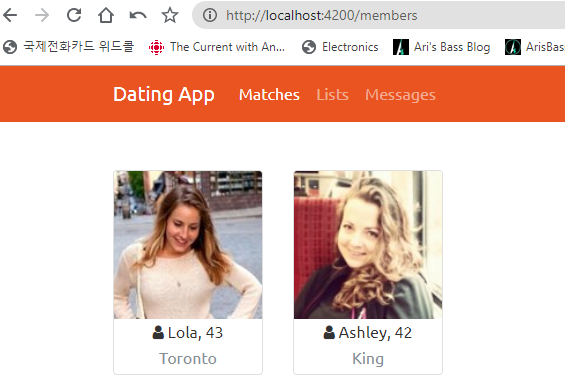 http://localhost:4200/members
국제전화카드 위드콜 The Current with An... Electronics Ari's Bass Blog ArisBas
Dating App Matches Lists Messages
Lola, 43 Ashley, 42
Toronto King